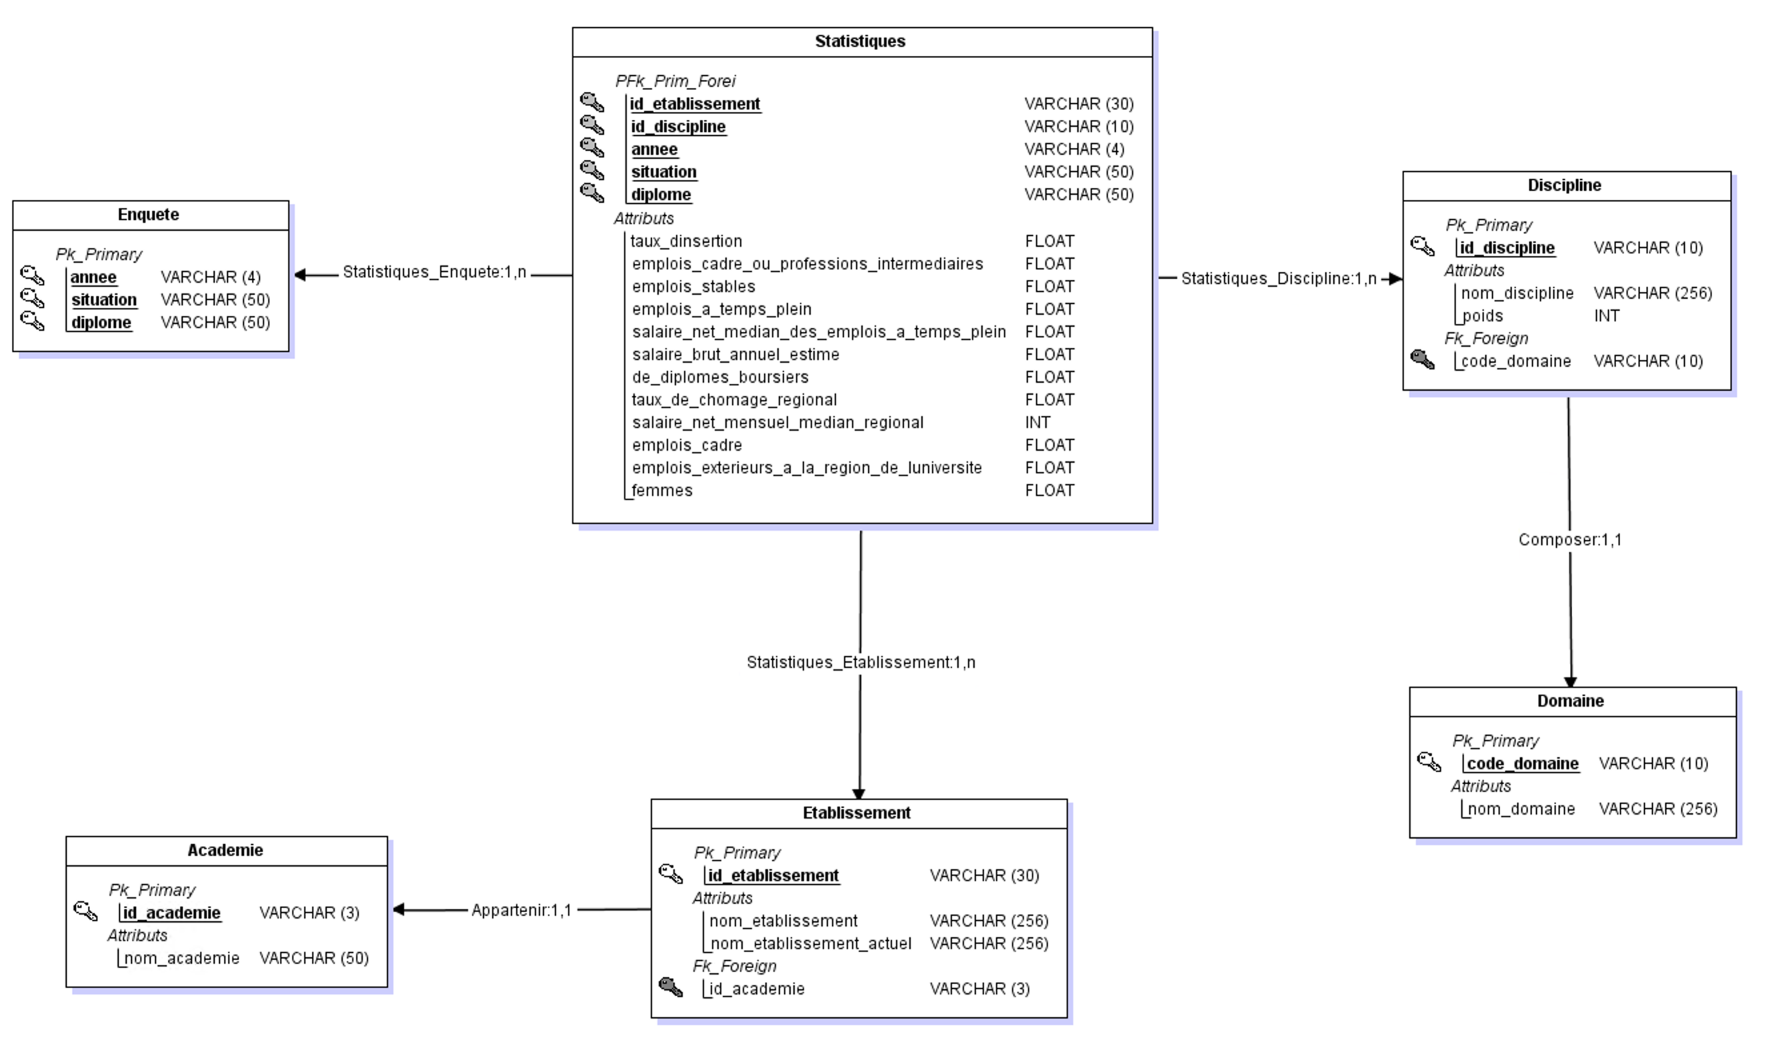 Statistiques
PFk_Prim_Forei
id_etablissement VARCHAR (30)
id_discipline VARCHAR (10)
annee VARCHAR (4)
situation VARCHAR (50)
diplome VARCHAR (50)
Attributs
taux_dinsertion FLOAT
emplois_cadre_ou_professions_intermediaires FLOAT
emplois_stables FLOAT
emplois_a_temps_plein FLOAT
salaire_net_median_des_emplois_a_temps_plein FLOAT
salaire_brut_annuel_estime FLOAT
de_diplomes_boursiers FLOAT
taux_de_chomage_regional FLOAT
salaire_net_mensuel_median_regional INT
emplois_cadre FLOAT
emplois_exterieurs_a_la_region_de_luniversite FLOAT
femmes FLOAT
Enquete
Pk_Primary
annee VARCHAR (4)
situation VARCHAR (50)
diplome VARCHAR (50)
Statistiques_Enquete:1,n
Statistiques_Discipline:1,n
Discipline
Pk_Primary
id_discipline VARCHAR (10)
Attributs
nom_discipline VARCHAR (256)
poids INT
Fk_Foreign
code_domaine VARCHAR (10)
Composer:1,1
Statistiques_Etablissement:1,n
Domaine
Pk_Primary
code_domaine VARCHAR (10)
Attributs
nom_domaine VARCHAR (256)
Etablissement
Pk_Primary
id_etablissement VARCHAR (30)
Attributs
nom_etablissement VARCHAR (256)
nom_etablissement_actuel VARCHAR (256)
Fk_Foreign
id_academie VARCHAR (3)
Appartenir:1,1
Academie
Pk_Primary
id_academie VARCHAR (3)
Attributs
nom_academie VARCHAR (50)